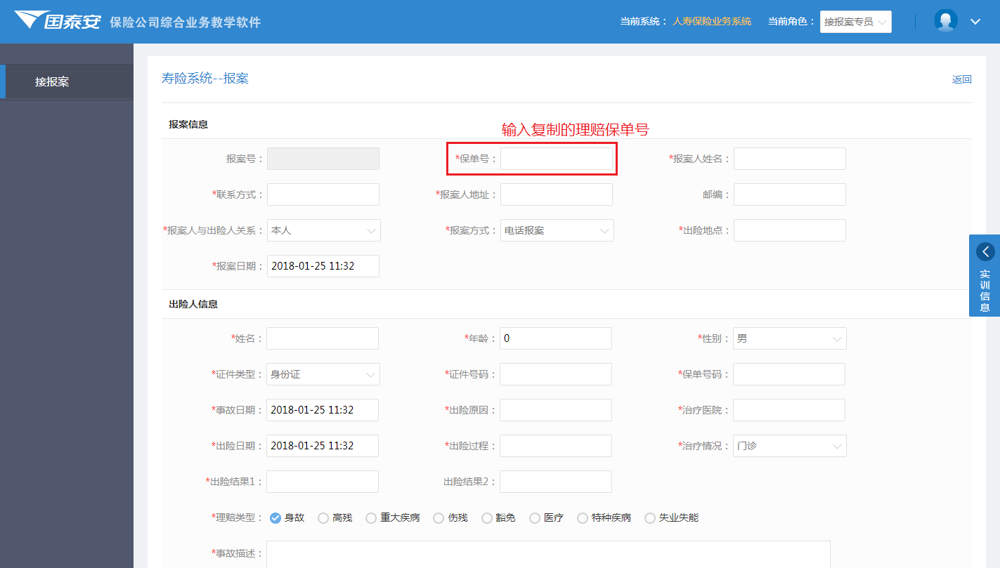 国泰安 保险公司综合业务教学软件 当前系统： 人寿保险业务系统 当前角色： 接报案专员
接报案
寿险系统--报案 返回
报案信息
输入复制的理赔保单号
报案号： *保单号： *报案人姓名：
*联系方式： *报案人地址： 邮编：
*报案人与出险人关系： 本人 *报案方式： 电话报案 *出险地点：
*报案日期： 2018-01-25 11:32
实训信息
出险人信息
*姓名： *年龄： 0 *性别： 男
*证件类型： 身份证 *证件号码： *保单号码：
*事故日期： 2018-01-25 11:32 *出险原因： *治疗医院：
*出险日期： 2018-01-25 11:32 *出险过程： *治疗情况： 门诊
*出险结果1： 出险结果2：
*理赔类型： 身故 高残 重大疾病 伤残 豁免 医疗 特种疾病 失业失能
*事故描述：